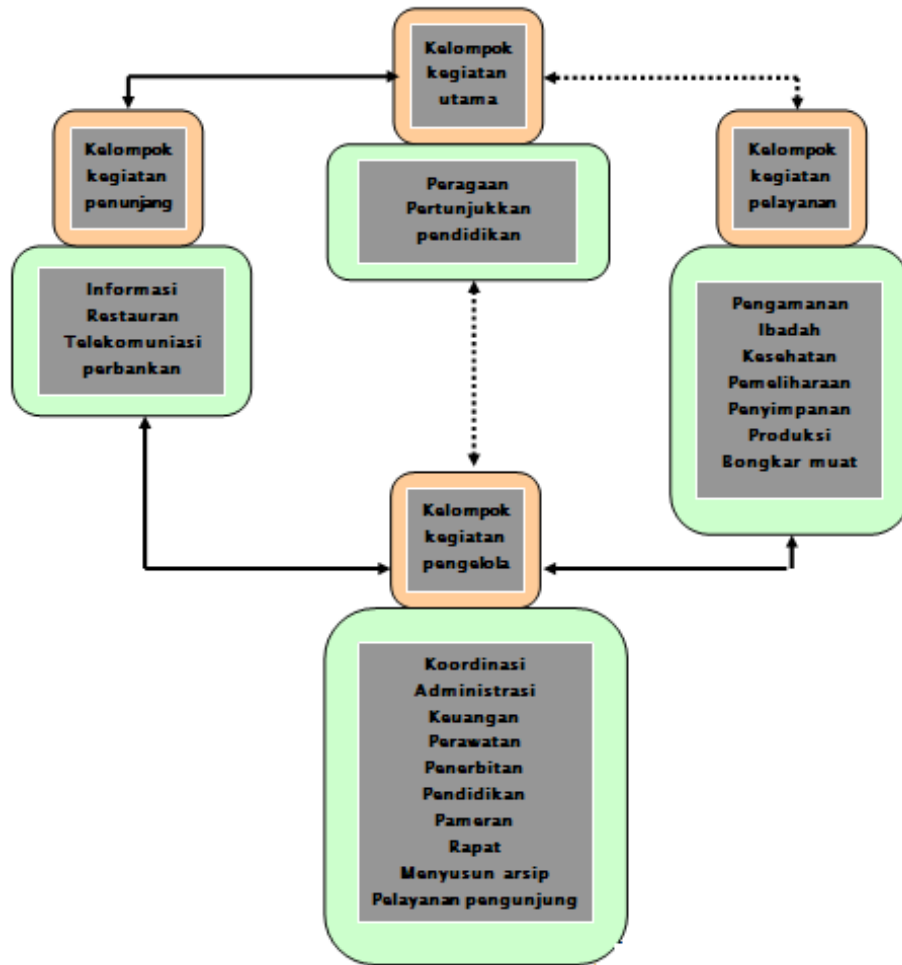 Kelompok
kegiatan
utama
Kelompok
kegiatan
penunjang
Kelompok
kegiatan
pelayanan
Peragaan
Pertunjukkan
pendidikan
Informasi
Restauran
Telekomuniasi
perbankan
Pengamanan
Ibadah
Kesehatan
Pemeliharaan
Penyimpanan
Produksi
Bongkar muat
Kelompok
kegiatan
pengelola
Koordinasi
Administrasi
Keuangan
Perawatan
Penerbitan
Pendidikan
Pameran
Rapat
Menyusun arsip
Pelayanan pengunjung